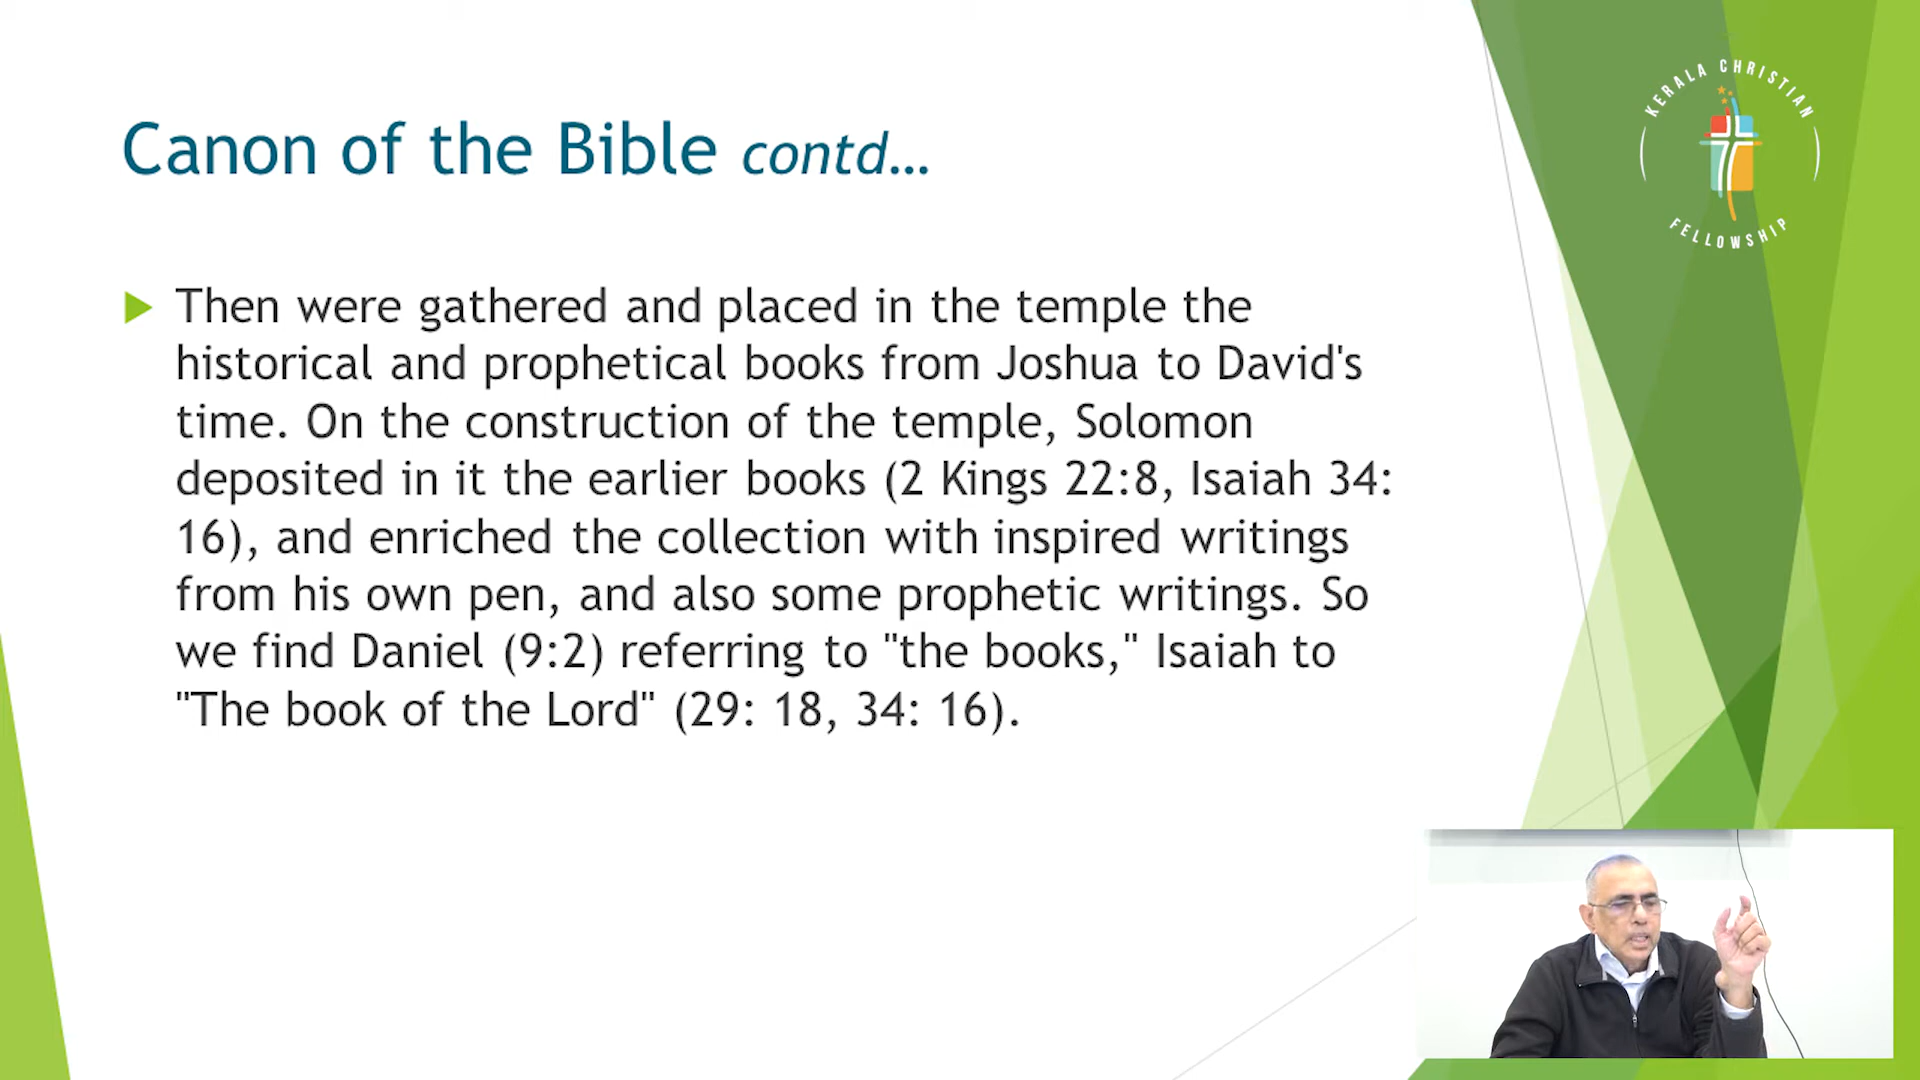 KERALA CHRISTIAN
FELLOWSHIP
Canon of the Bible contd...
Then were gathered and placed in the temple the
historical and prophetical books from Joshua to David's
time. On the construction of the temple, Solomon
deposited in it the earlier books (2 Kings 22:8, Isaiah 34:
16), and enriched the collection with inspired writings
from his own pen, and also some prophetic writings. So
we find Daniel (9:2) referring to "the books," Isaiah to
"The book of the Lord" (29: 18, 34: 16).